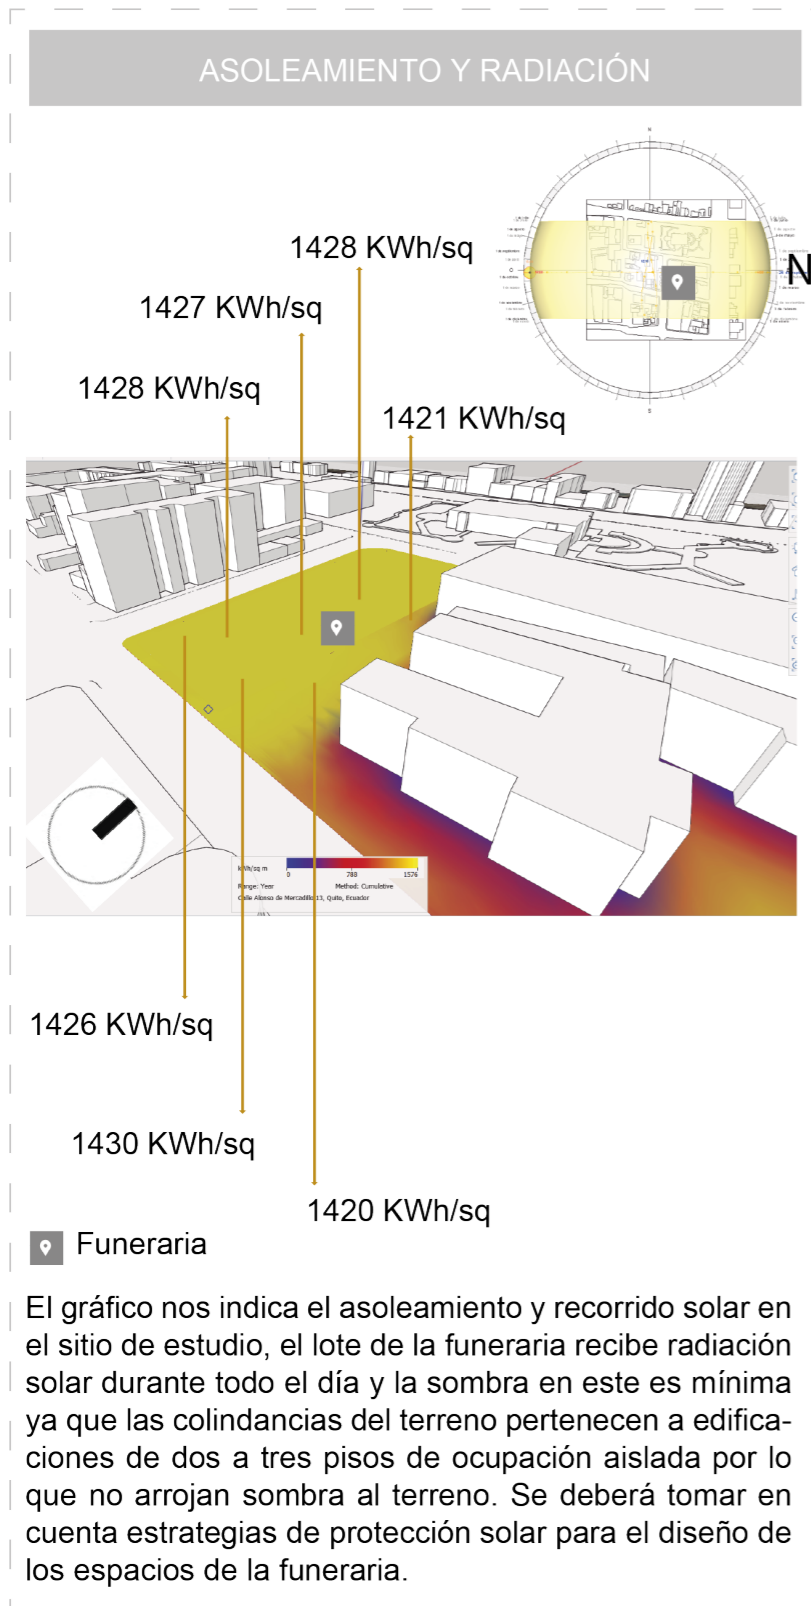 ASOLEAMIENTO Y RADIACIÓN
N
1428 KWh/sq
N
1427 KWh/sq
1428 KWh/sq
1421 KWh/sq
S
kWh/sq m
0 788 1576
Range: Year Method: Cumulative
Calle Alonso de Mercadillo 13, Quito, Ecuador
1426 KWh/sq
1430 KWh/sq
1420 KWh/sq
Funeraria
El gráfico nos indica el asoleamiento y recorrido solar en
el sitio de estudio, el lote de la funeraria recibe radiación
solar durante todo el día y la sombra en este es mínima
ya que las colindancias del terreno pertenecen a edifica-
ciones de dos a tres pisos de ocupación aislada por lo
que no arrojan sombra al terreno. Se deberá tomar en
cuenta estrategias de protección solar para el diseño de
los espacios de la funeraria.